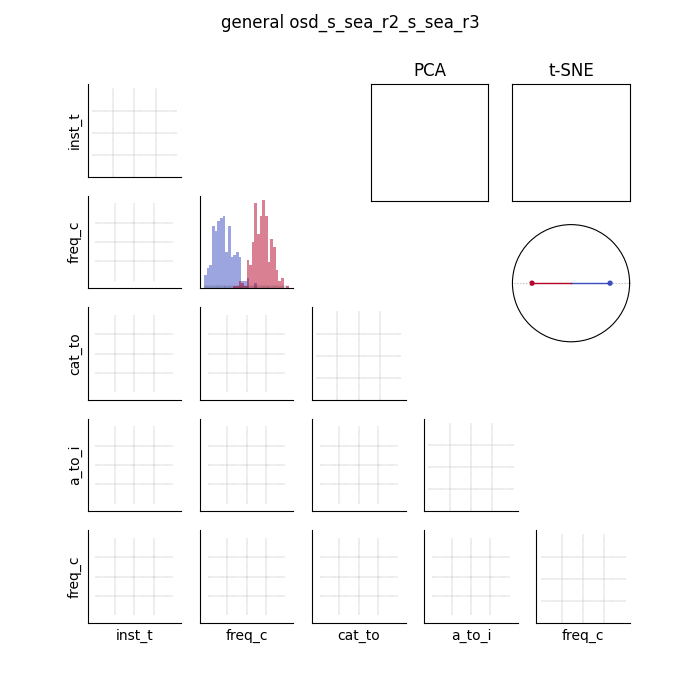 general osd_s_sea_r2_s_sea_r3
PCA
t-SNE
inst_t
freq_c
cat_to
a_to_i
freq_c
inst_t
freq_c
cat_to
a_to_i
freq_c